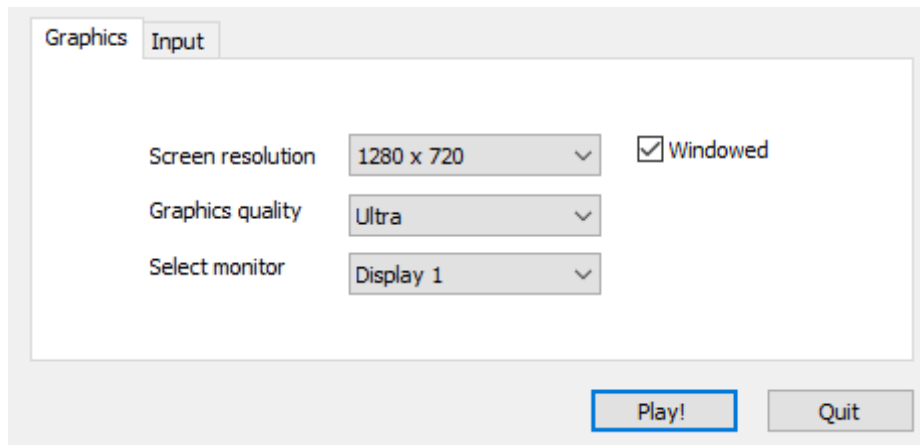 Graphics Input
Screen resolution 1280 x 720 Windowed
Graphics quality Ultra
Select monitor Display 1
Play! Quit